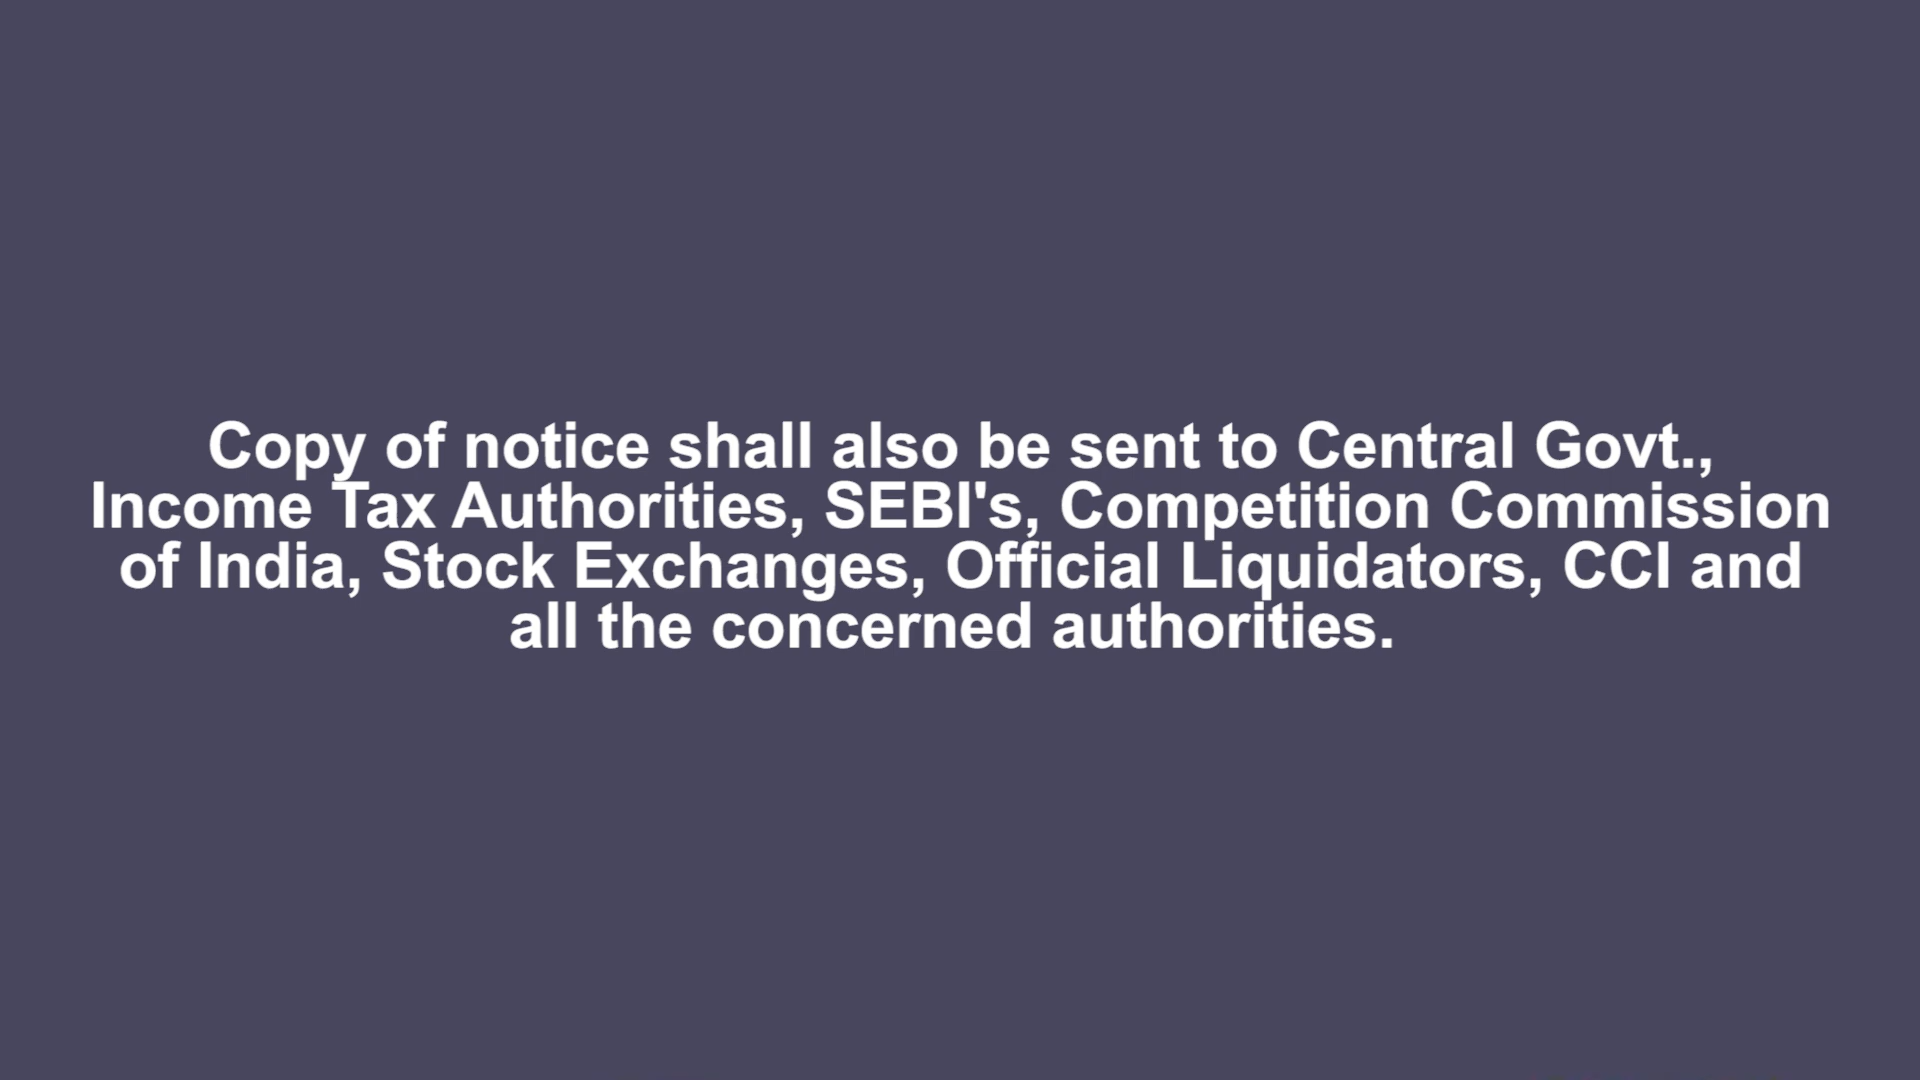 Copy of notice shall also be sent to Central Govt.,
Income Tax Authorities, SEBI's, Competition Commission
of India, Stock Exchanges, Official Liquidators, CCI and
all the concerned authorities.